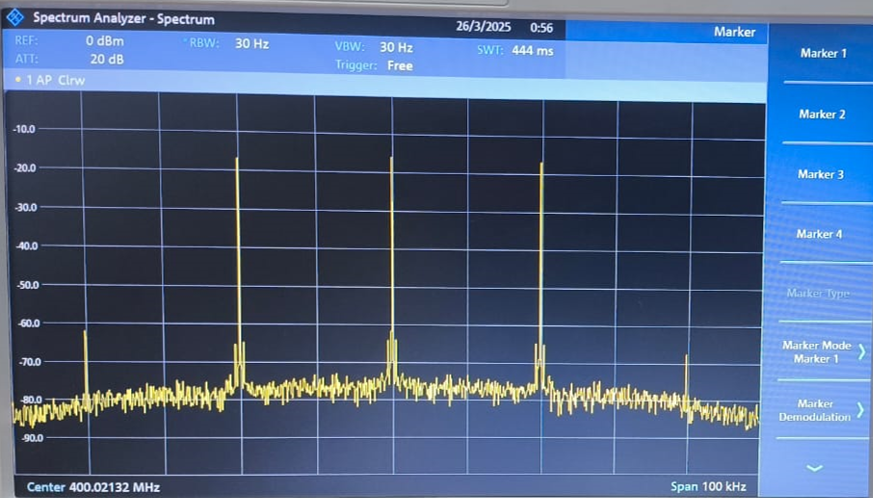 Spectrum Analyzer - Spectrum
26/3/2025 0:56
Marker
REF: 0 dBm
RBW: 30 Hz
VBW: 30 Hz
SWT: 444 ms
ATT: 20 dB
Trigger: Free
1 AP Clrw
-10.0
-20.0
-30.0
-40.0
-50.0
-60.0
-70.0
-80.0
-90.0
Center 400.02132 MHz
Span 100 kHz
Marker 1
Marker 2
Marker 3
Marker 4
Marker Type
Marker Mode
Marker 1
Marker
Demodulation